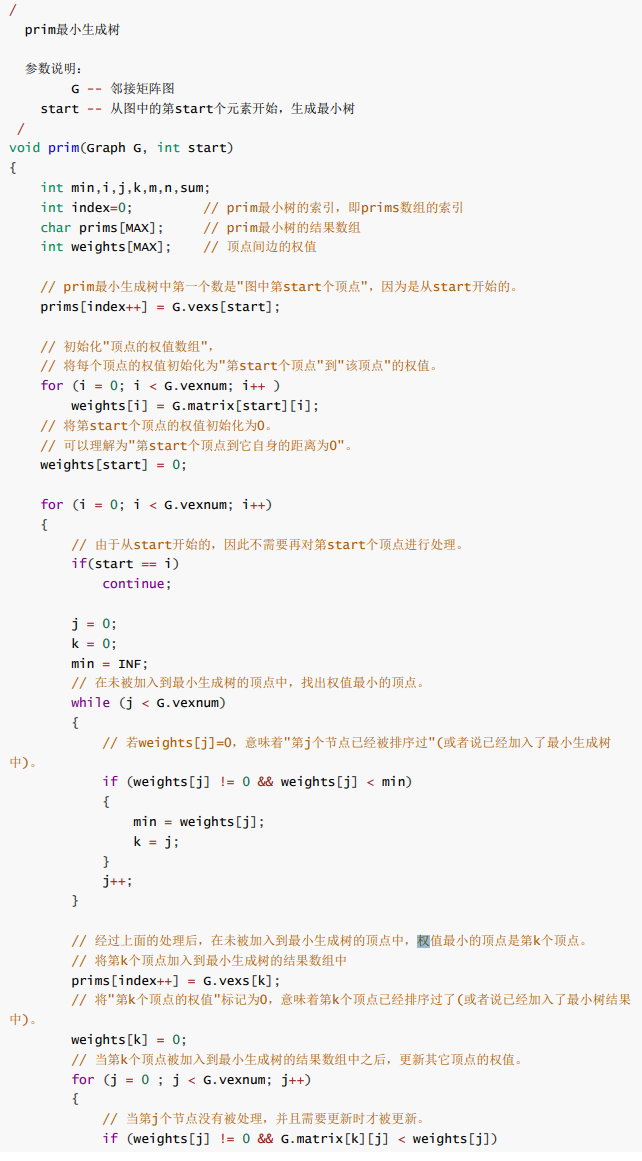 /
prim最小生成树
参数说明：
G -- 邻接矩阵图
start -- 从图中的第start个元素开始，生成最小树
/
void prim(Graph G, int start)
{
int min,i,j,k,m,n,sum;
int index=0;         // prim最小树的索引，即prims数组的索引
char prims[MAX];     // prim最小树的结果数组
int weights[MAX];    // 顶点间边的权值
// prim最小生成树中第一个数是"图中第start个顶点"，因为是从start开始的。
prims[index++] = G.vexs[start];
// 初始化"顶点的权值数组"，
// 将每个顶点的权值初始化为"第start个顶点"到"该顶点"的权值。
for (i = 0; i < G.vexnum; i++ )
weights[i] = G.matrix[start][i];
// 将第start个顶点的权值初始化为0。
// 可以理解为"第start个顶点到它自身的距离为0"。
weights[start] = 0;
for (i = 0; i < G.vexnum; i++)
{
// 由于从start开始的，因此不需要再对第start个顶点进行处理。
if(start == i)
continue;
j = 0;
k = 0;
min = INF;
// 在未被加入到最小生成树的顶点中，找出权值最小的顶点。
while (j < G.vexnum)
{
// 若weights[j]=0，意味着"第j个节点已经被排序过"(或者说已经加入了最小生成树
中)。
if (weights[j] != 0 && weights[j] < min)
{
min = weights[j];
k = j;
}
j++;
}
// 经过上面的处理后，在未被加入到最小生成树的顶点中，权值最小的顶点是第k个顶点。
// 将第k个顶点加入到最小生成树的结果数组中
prims[index++] = G.vexs[k];
// 将"第k个顶点的权值"标记为0，意味着第k个顶点已经排序过了(或者说已经加入了最小树结果
中)。
weights[k] = 0;
// 当第k个顶点被加入到最小生成树的结果数组中之后，更新其它顶点的权值。
for (j = 0 ; j < G.vexnum; j++)
{
// 当第j个节点没有被处理，并且需要更新时才被更新。
if (weights[j] != 0 && G.matrix[k][j] < weights[j])